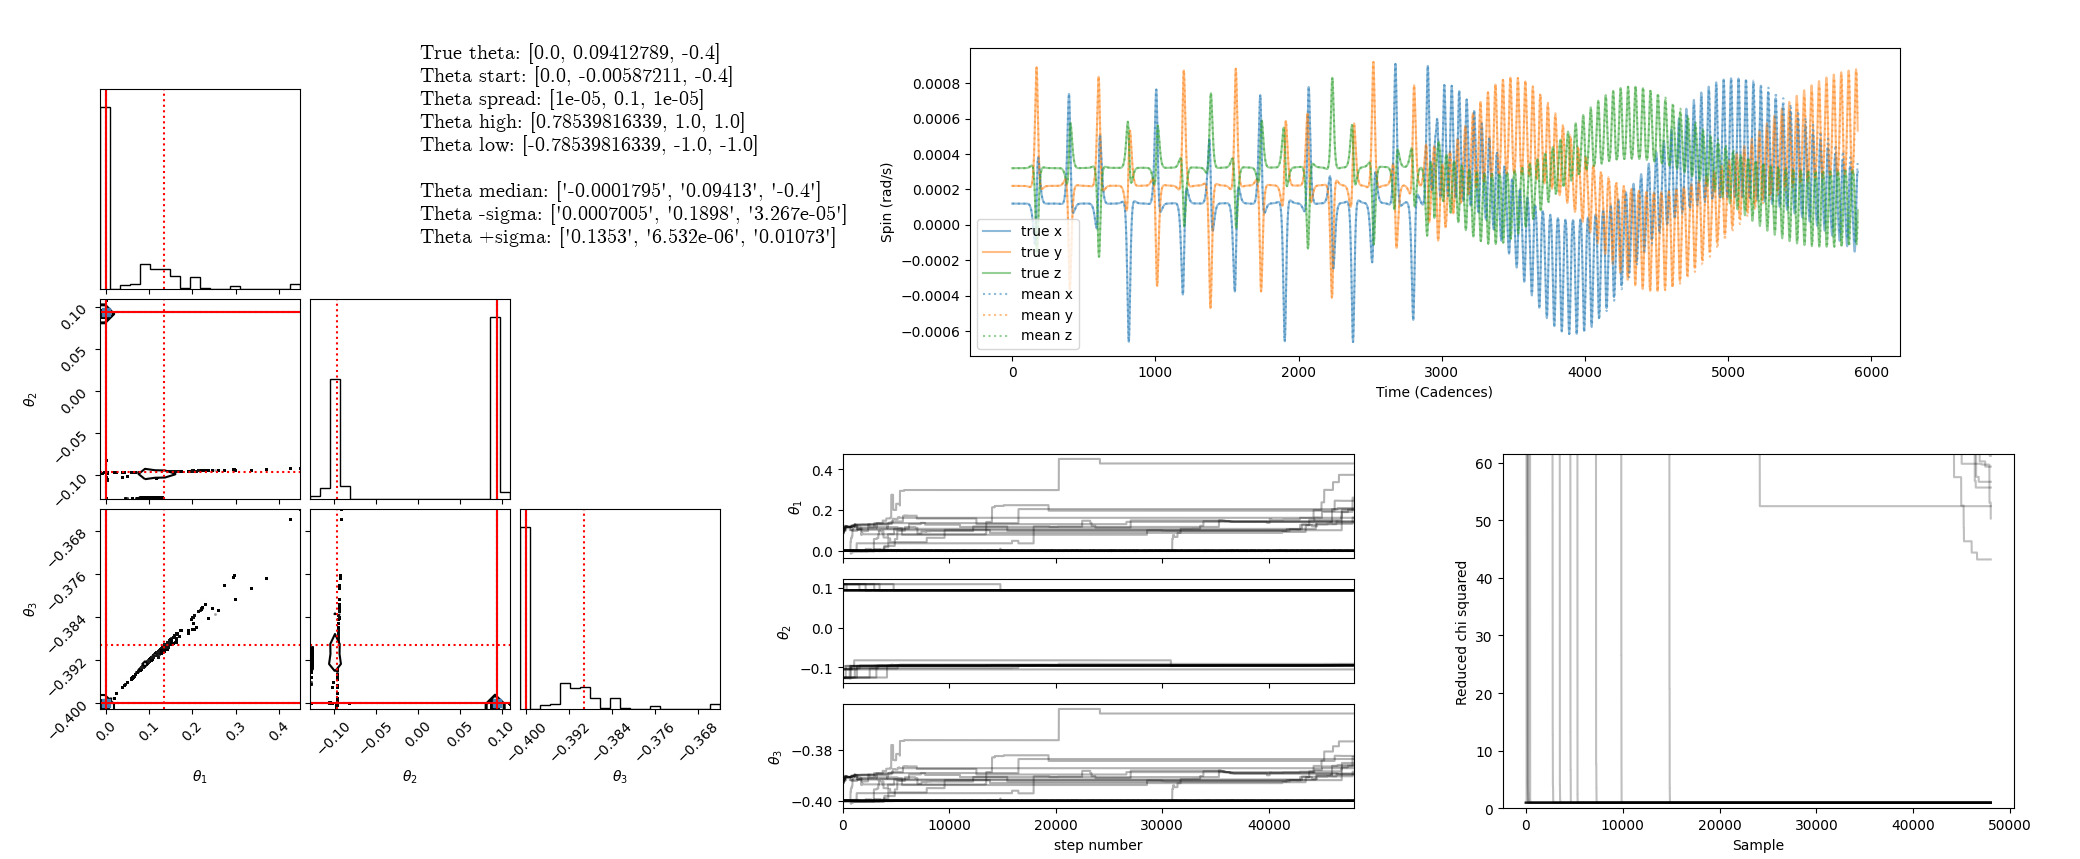 True theta: [0.0, 0.09412789, -0.4]
Theta start: [0.0, -0.00587211, -0.4]
Theta spread: [1e-05, 0.1, 1e-05]
Theta high: [0.78539816339, 1.0, 1.0]
Theta low: [-0.78539816339, -1.0, -1.0]
Theta median: ['-0.0001795', '0.09413', '-0.4']
Theta -sigma: ['0.0007005', '0.1898', '3.267e-05']
Theta +sigma: ['0.1353', '6.532e-06', '0.01073']
0.10
0.05
0.00
−0.05
−0.10
θ2
−0.368
−0.376
−0.384
−0.392
−0.400
θ3
0.0 0.1 0.2 0.3 0.4
θ1
−0.10 −0.05 0.00 0.05 0.10
θ2
−0.400 −0.392 −0.384 −0.376 −0.368
θ3
0.0008
0.0006
0.0004
0.0002
0.0000
−0.0002
−0.0004
−0.0006
Spin (rad/s)
true x
true y
true z
mean x
mean y
mean z
0 1000 2000 3000 4000 5000 6000
Time (Cadences)
0.4
0.2
0.0
θ1
0.1
0.0
−0.1
θ2
−0.38
−0.40
θ3
0 10000 20000 30000 40000
step number
60
50
40
30
20
10
0
Reduced chi squared
0 10000 20000 30000 40000 50000
Sample